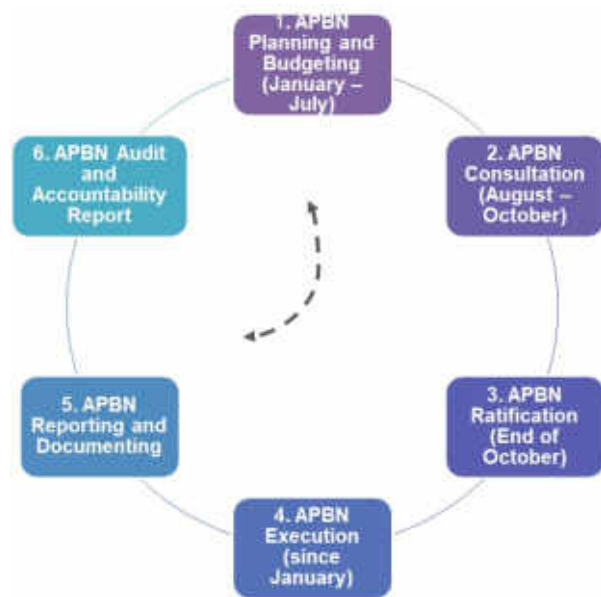 1. APBN
Planning and
Budgeting
(January –
July)
2. APBN
Consultation
(August –
October)
3. APBN
Ratification
(End of
October)
4. APBN
Execution
(since
January)
5. APBN
Reporting and
Documenting
6. APBN Audit
and
Accountability
Report